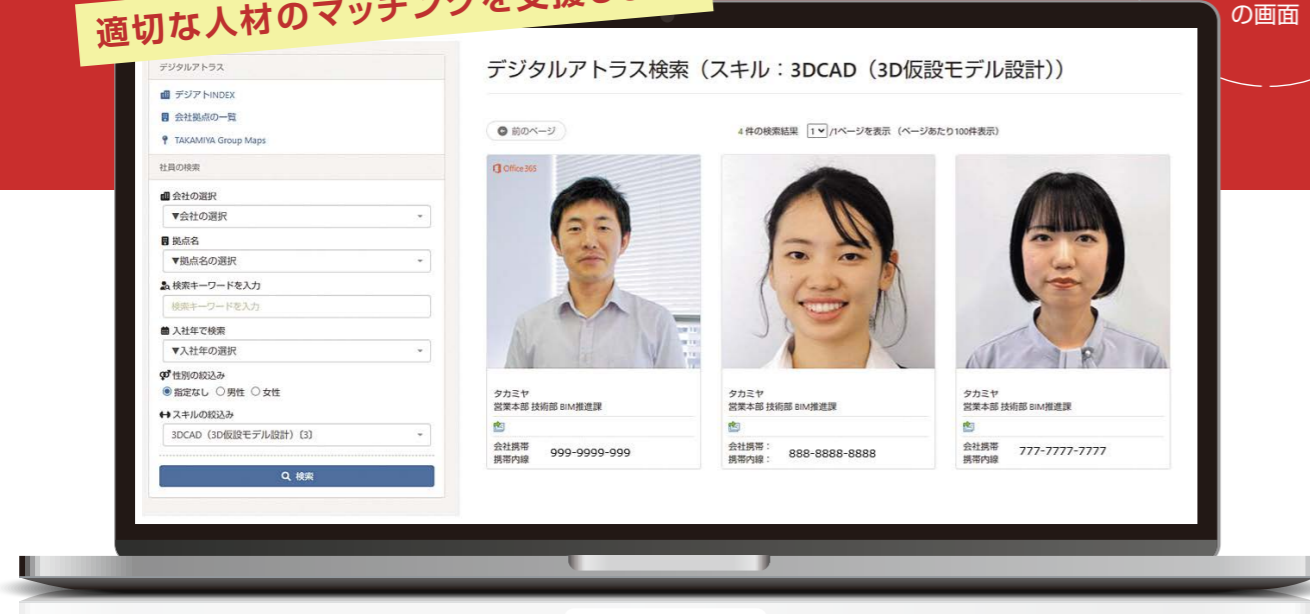 適切な人材のマッチングを支援し
の画面
デジタルアトラス
デジアトINDEX
会社拠点の一覧
TAKAMIYA Group Maps
社員の検索
会社の選択
▼会社の選択
拠点名
▼拠点名の選択
検索キーワードを入力
検索キーワードを入力
入社年で検索
▼入社年の選択
性別の絞込み
指定なし 男性 女性
スキルの絞込み
3DCAD（3D仮設モデル設計）〔3〕
検索
デジタルアトラス検索（スキル：3DCAD（3D仮設モデル設計））
前のページ
4 件の検索結果 1 /1ページを表示 （ページあたり100件表示）
Office 365
タカミヤ
営業本部 技術部 BIM推進課
会社携帯
携帯内線
999-9999-999
タカミヤ
営業本部 技術部 BIM推進課
会社携帯：
携帯内線：
888-8888-8888
タカミヤ
営業本部 技術部 BIM推進課
会社携帯
携帯内線
777-7777-7777